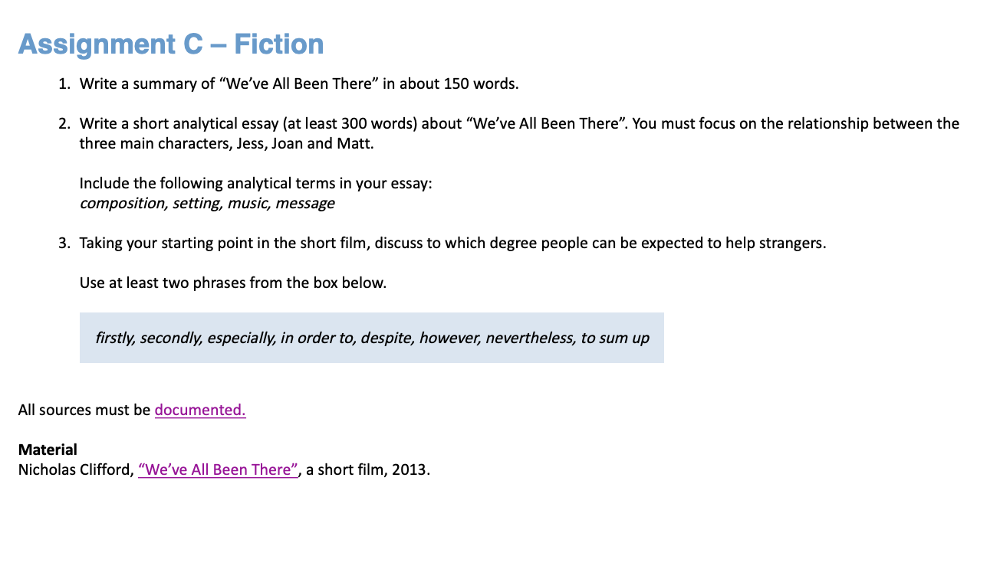 Assignment C – Fiction
1. Write a summary of “We’ve All Been There” in about 150 words.
2. Write a short analytical essay (at least 300 words) about “We’ve All Been There”. You must focus on the relationship between the
three main characters, Jess, Joan and Matt.
Include the following analytical terms in your essay:
composition, setting, music, message
3. Taking your starting point in the short film, discuss to which degree people can be expected to help strangers.
Use at least two phrases from the box below.
firstly, secondly, especially, in order to, despite, however, nevertheless, to sum up
All sources must be documented.
Material
Nicholas Clifford, “We’ve All Been There”, a short film, 2013.